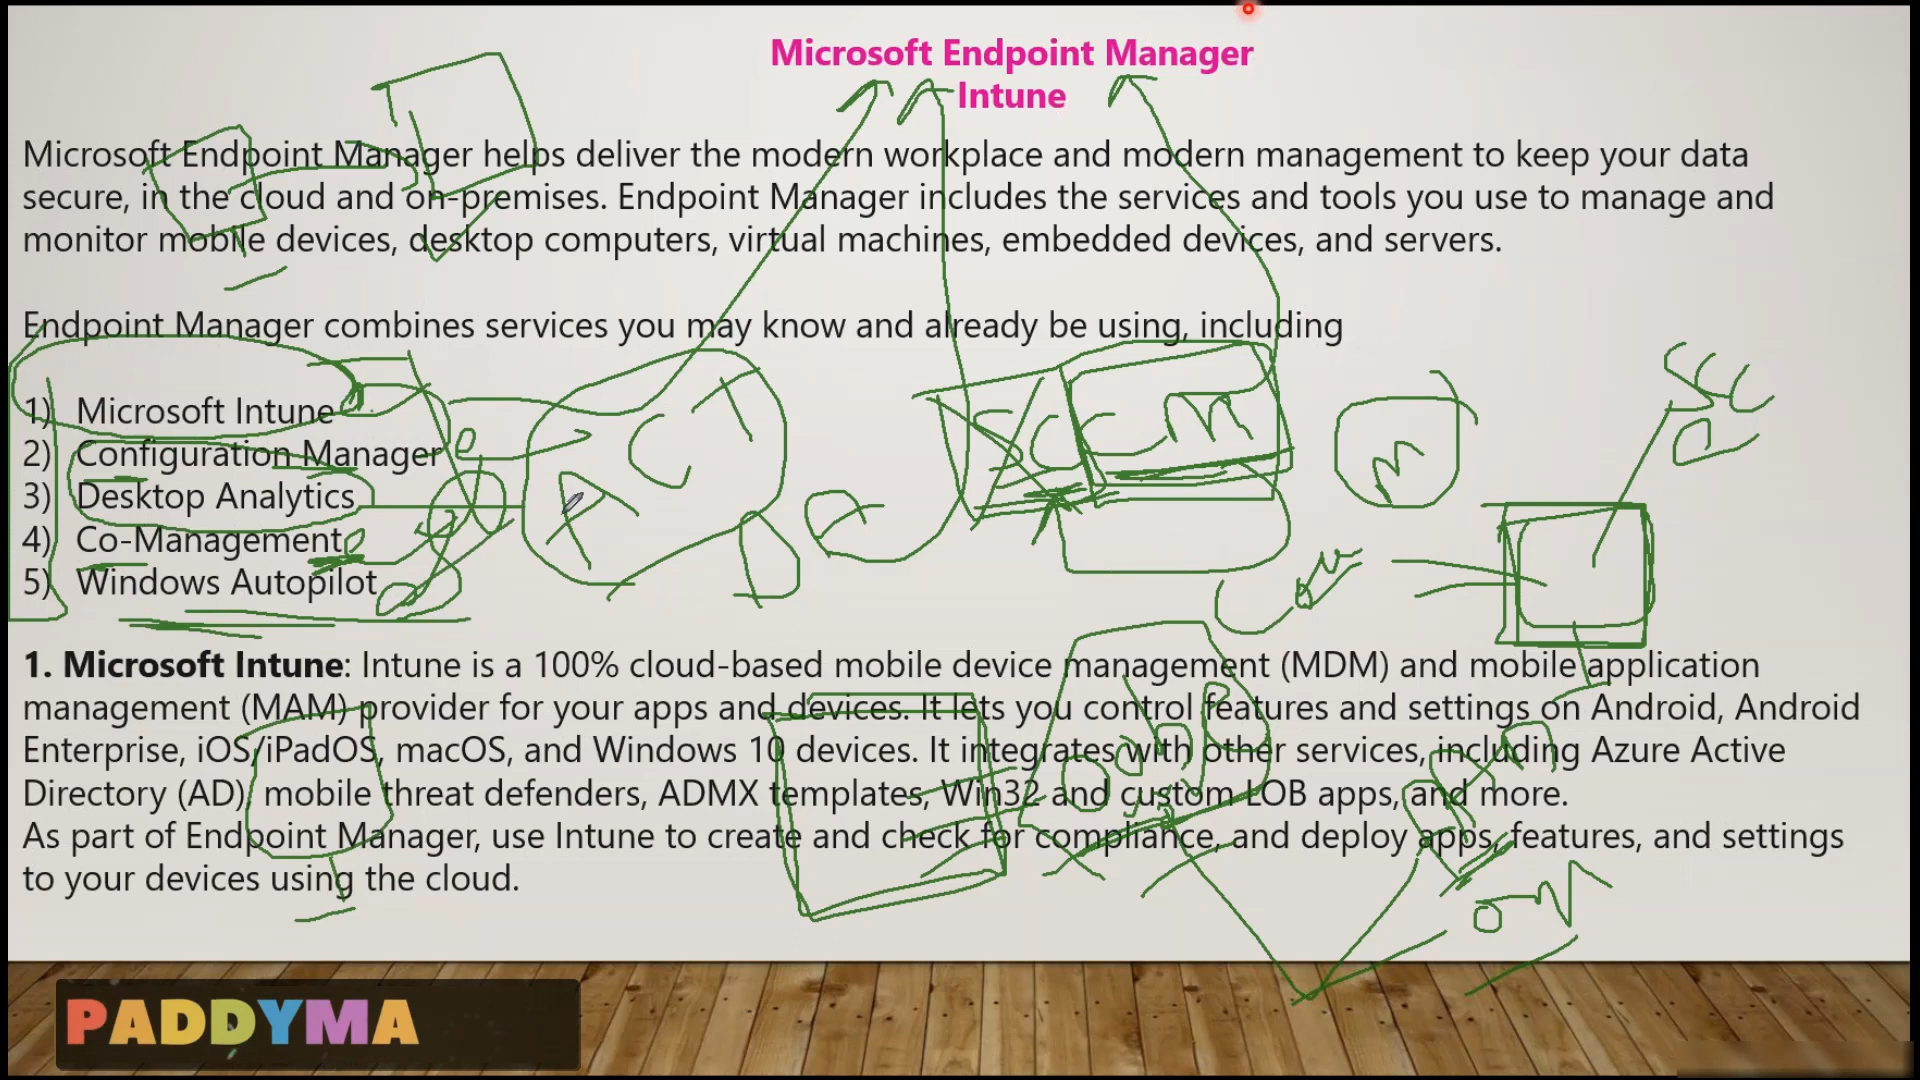 Microsoft Endpoint Manager
Intune
Microsoft Endpoint Manager helps deliver the modern workplace and modern management to keep your data
secure, in the cloud and on-premises. Endpoint Manager includes the services and tools you use to manage and
monitor mobile devices, desktop computers, virtual machines, embedded devices, and servers.
Endpoint Manager combines services you may know and already be using, including
1) Microsoft Intune
2) Configuration Manager
3) Desktop Analytics
4) Co-Management
5) Windows Autopilot
SCCM
M
1. Microsoft Intune: Intune is a 100% cloud-based mobile device management (MDM) and mobile application
management (MAM) provider for your apps and devices. It lets you control features and settings on Android, Android
Enterprise, iOS/iPadOS, macOS, and Windows 10 devices. It integrates with other services, including Azure Active
Directory (AD), mobile threat defenders, ADMX templates, Win32 and custom LOB apps, and more.
As part of Endpoint Manager, use Intune to create and check for compliance, and deploy apps, features, and settings
to your devices using the cloud.
PADDYMA